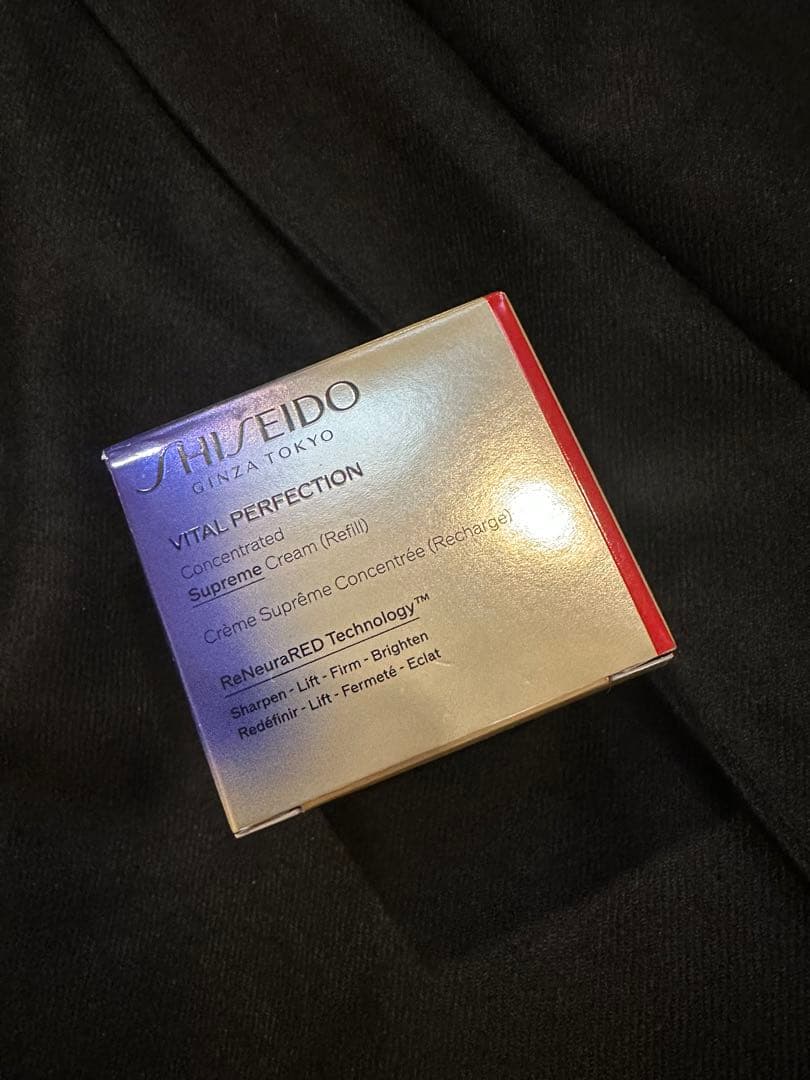 SHISEIDO
GINZA TOKYO
VITAL PERFECTION
Concentrated
Supreme Cream (Refill)
Crème Suprême Concentrée (Recharge)
ReNeuraRED Technology™
Sharpen - Lift - Firm - Brighten
Redéfinir - Lift - Fermeté - Eclat